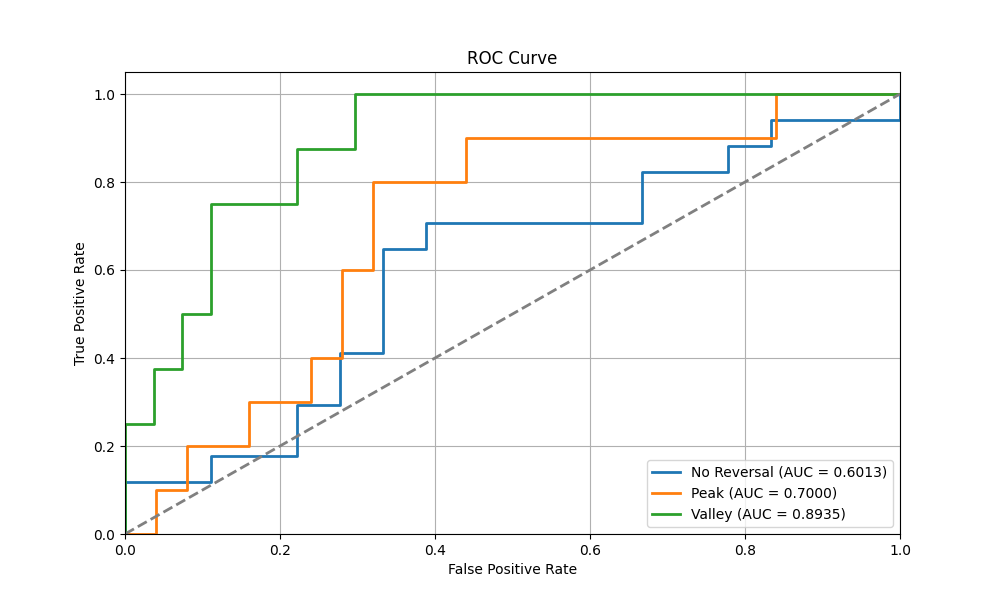 ROC Curve
1.0
0.8
0.6
0.4
0.2
0.0
True Positive Rate
0.0 0.2 0.4 0.6 0.8 1.0
False Positive Rate
No Reversal (AUC = 0.6013)
Peak (AUC = 0.7000)
Valley (AUC = 0.8935)